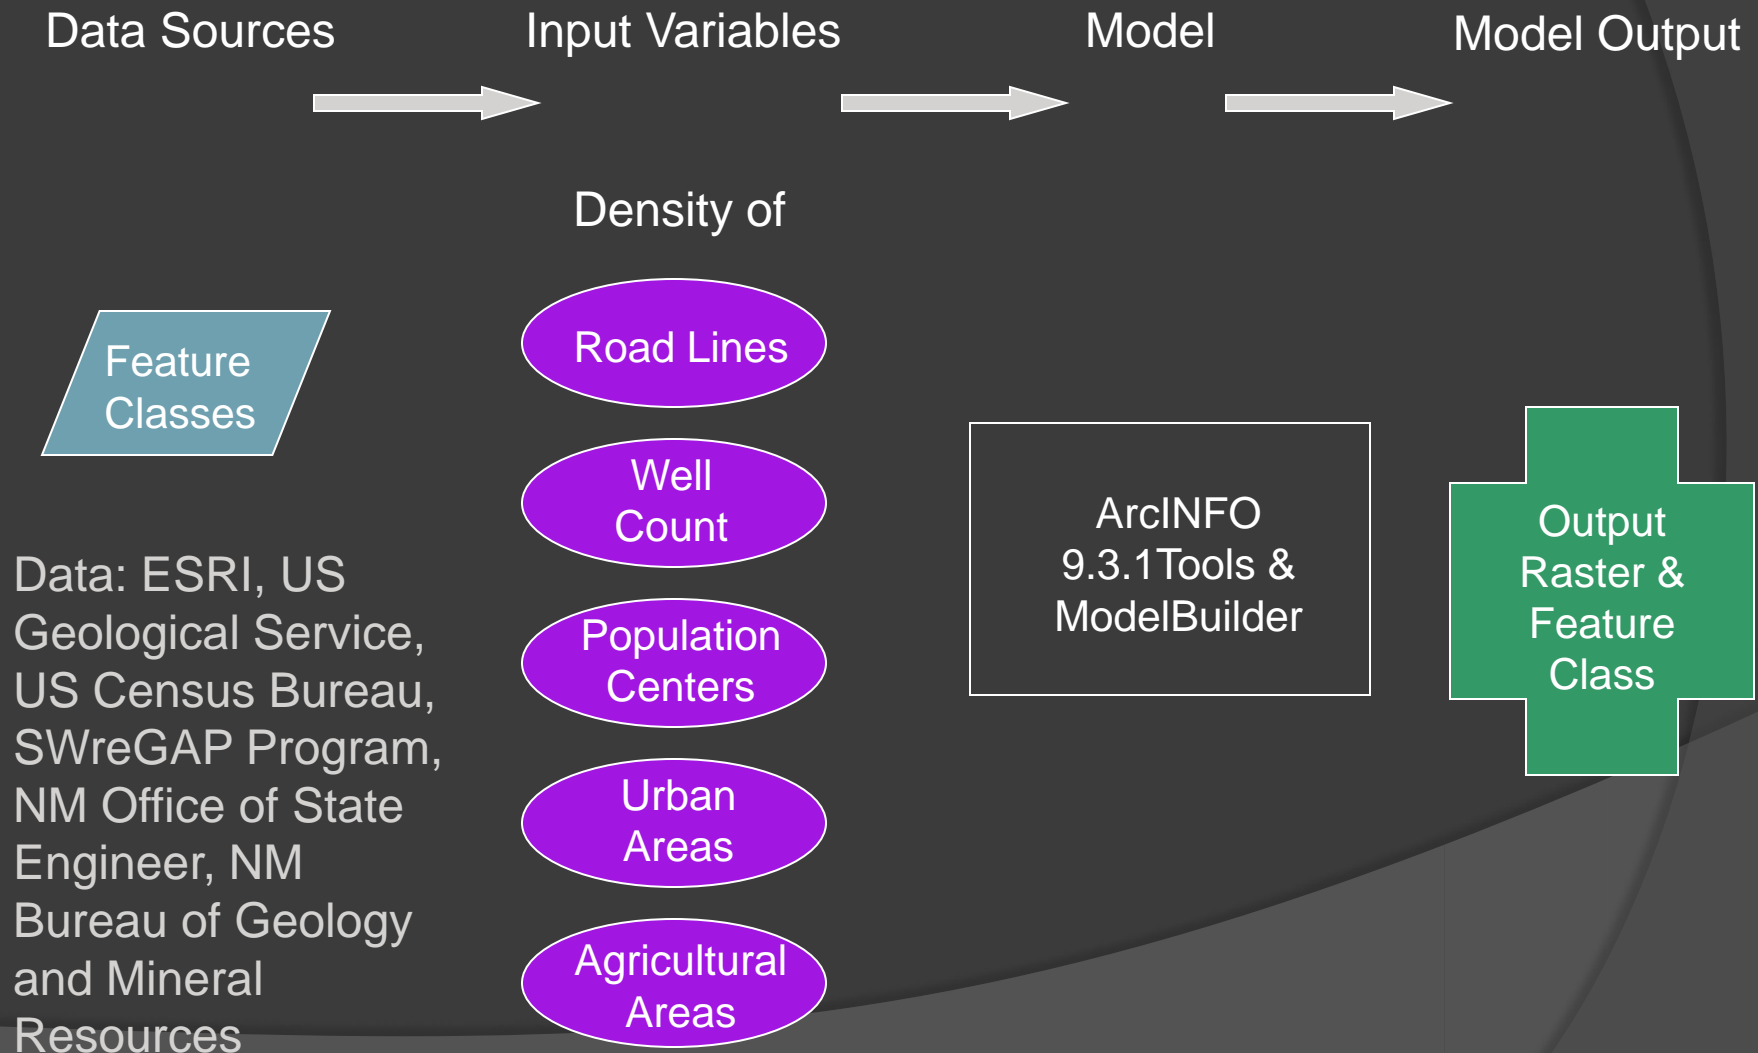 Data Sources
Input Variables
Model
Model Output
Density of
Feature
Classes
Data: ESRI, US
Geological Service,
US Census Bureau,
SWreGAP Program,
NM Office of State
Engineer, NM
Bureau of Geology
and Mineral
Resources
Road Lines
Well
Count
Population
Centers
Urban
Areas
Agricultural
Areas
ArcINFO
9.3.1Tools &
ModelBuilder
Output
Raster &
Feature
Class